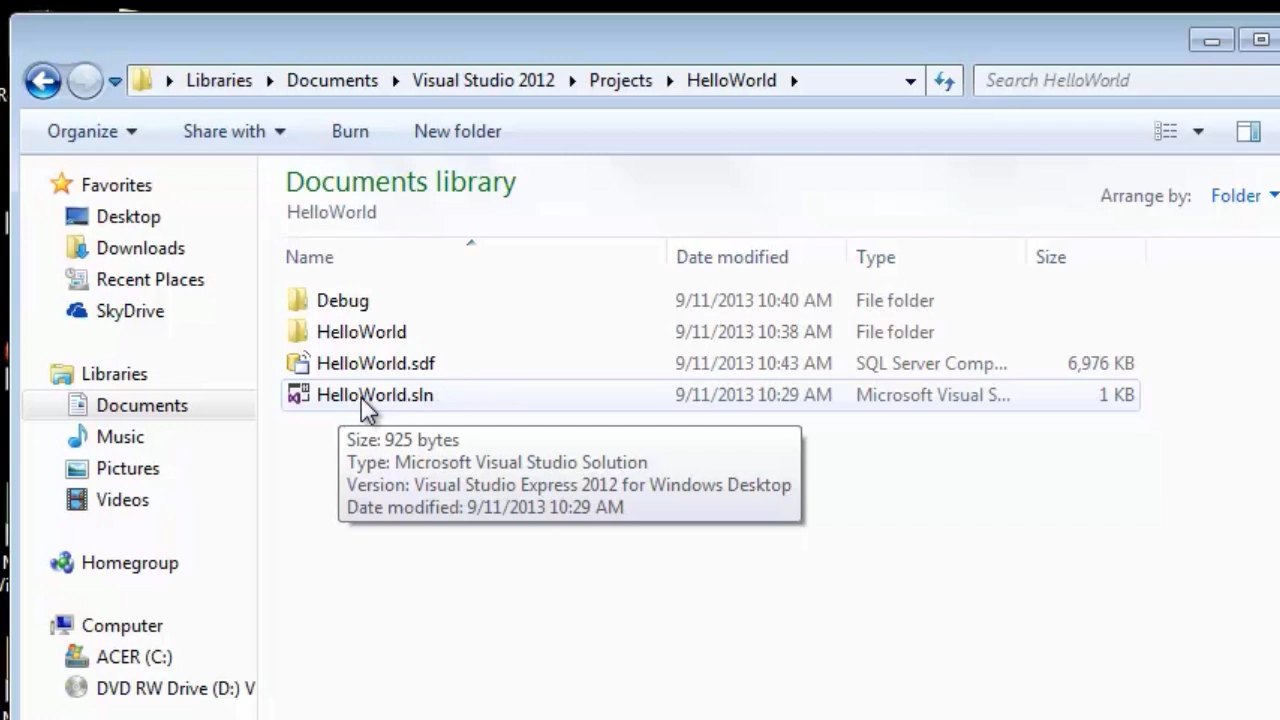 Libraries Documents Visual Studio 2012 Projects HelloWorld Search HelloWorld
Organize Share with Burn New folder
Favorites
Desktop
Downloads
Recent Places
SkyDrive
Libraries
Documents
Music
Pictures
Videos
Homegroup
Computer
ACER (C:)
DVD RW Drive (D:) V
Documents library
HelloWorld
Arrange by: Folder
Name Date modified Type Size
Debug 9/11/2013 10:40 AM File folder
HelloWorld 9/11/2013 10:38 AM File folder
HelloWorld.sdf 9/11/2013 10:43 AM SQL Server Comp... 6,976 KB
HelloWorld.sln 9/11/2013 10:29 AM Microsoft Visual S... 1 KB
Size: 925 bytes
Type: Microsoft Visual Studio Solution
Version: Visual Studio Express 2012 for Windows Desktop
Date modified: 9/11/2013 10:29 AM